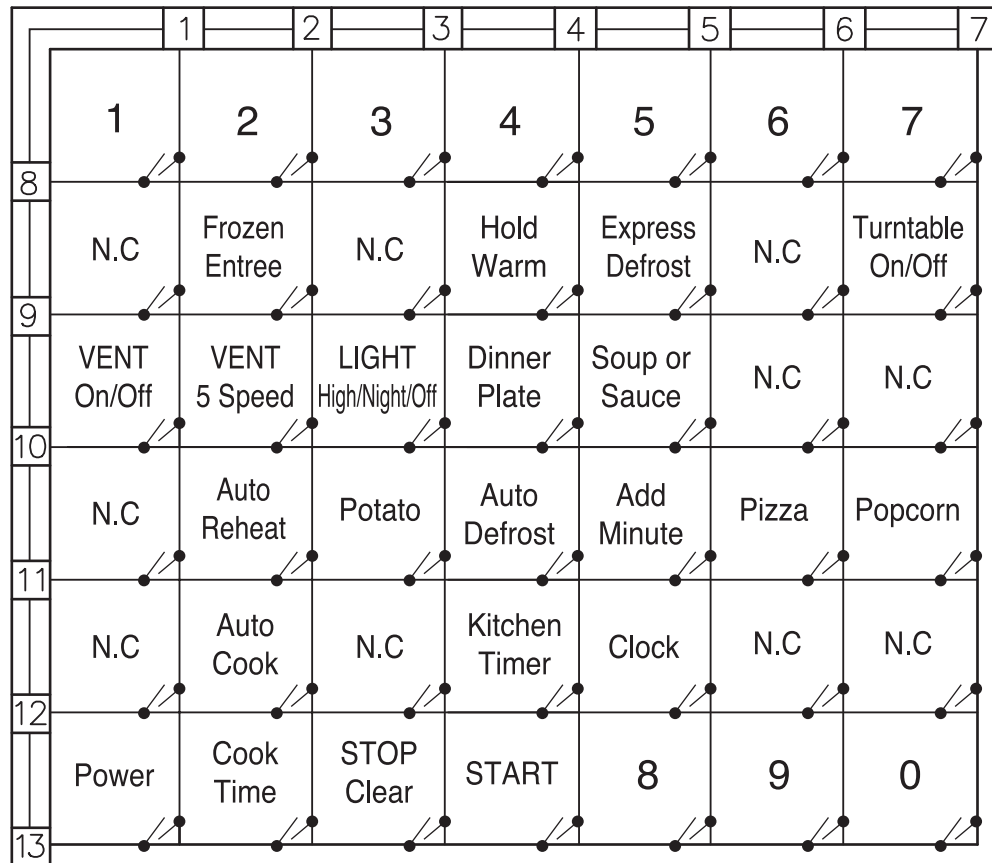 1 2 3 4 5 6 7
1 2 3 4 5 6 7
8
N.C Frozen Entree N.C Hold Warm Express Defrost N.C Turntable On/Off
9
VENT On/Off VENT 5 Speed LIGHT High/Night/Off Dinner Plate Soup or Sauce N.C N.C
10
N.C Auto Reheat Potato Auto Defrost Add Minute Pizza Popcorn
11
N.C Auto Cook N.C Kitchen Timer Clock N.C N.C
12
Power Cook Time STOP Clear START 8 9 0
13